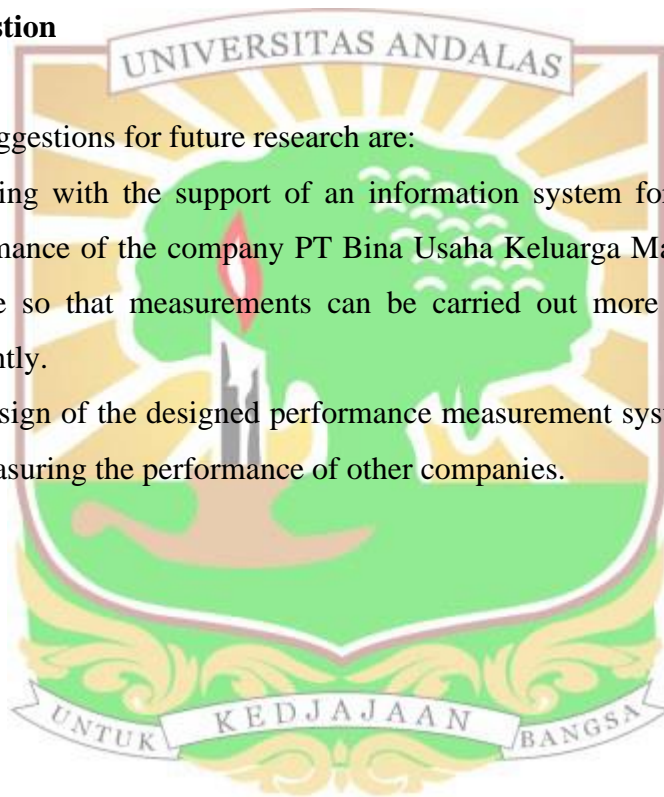 stion
UNIVERSITAS ANDALAS
ggestions for future research are:
ing with the support of an information system for
mance of the company PT Bina Usaha Keluarga Ma
e so that measurements can be carried out more
ntly.
sign of the designed performance measurement syst
asuring the performance of other companies.
UNTUK KEDJAJAAN BANGSA